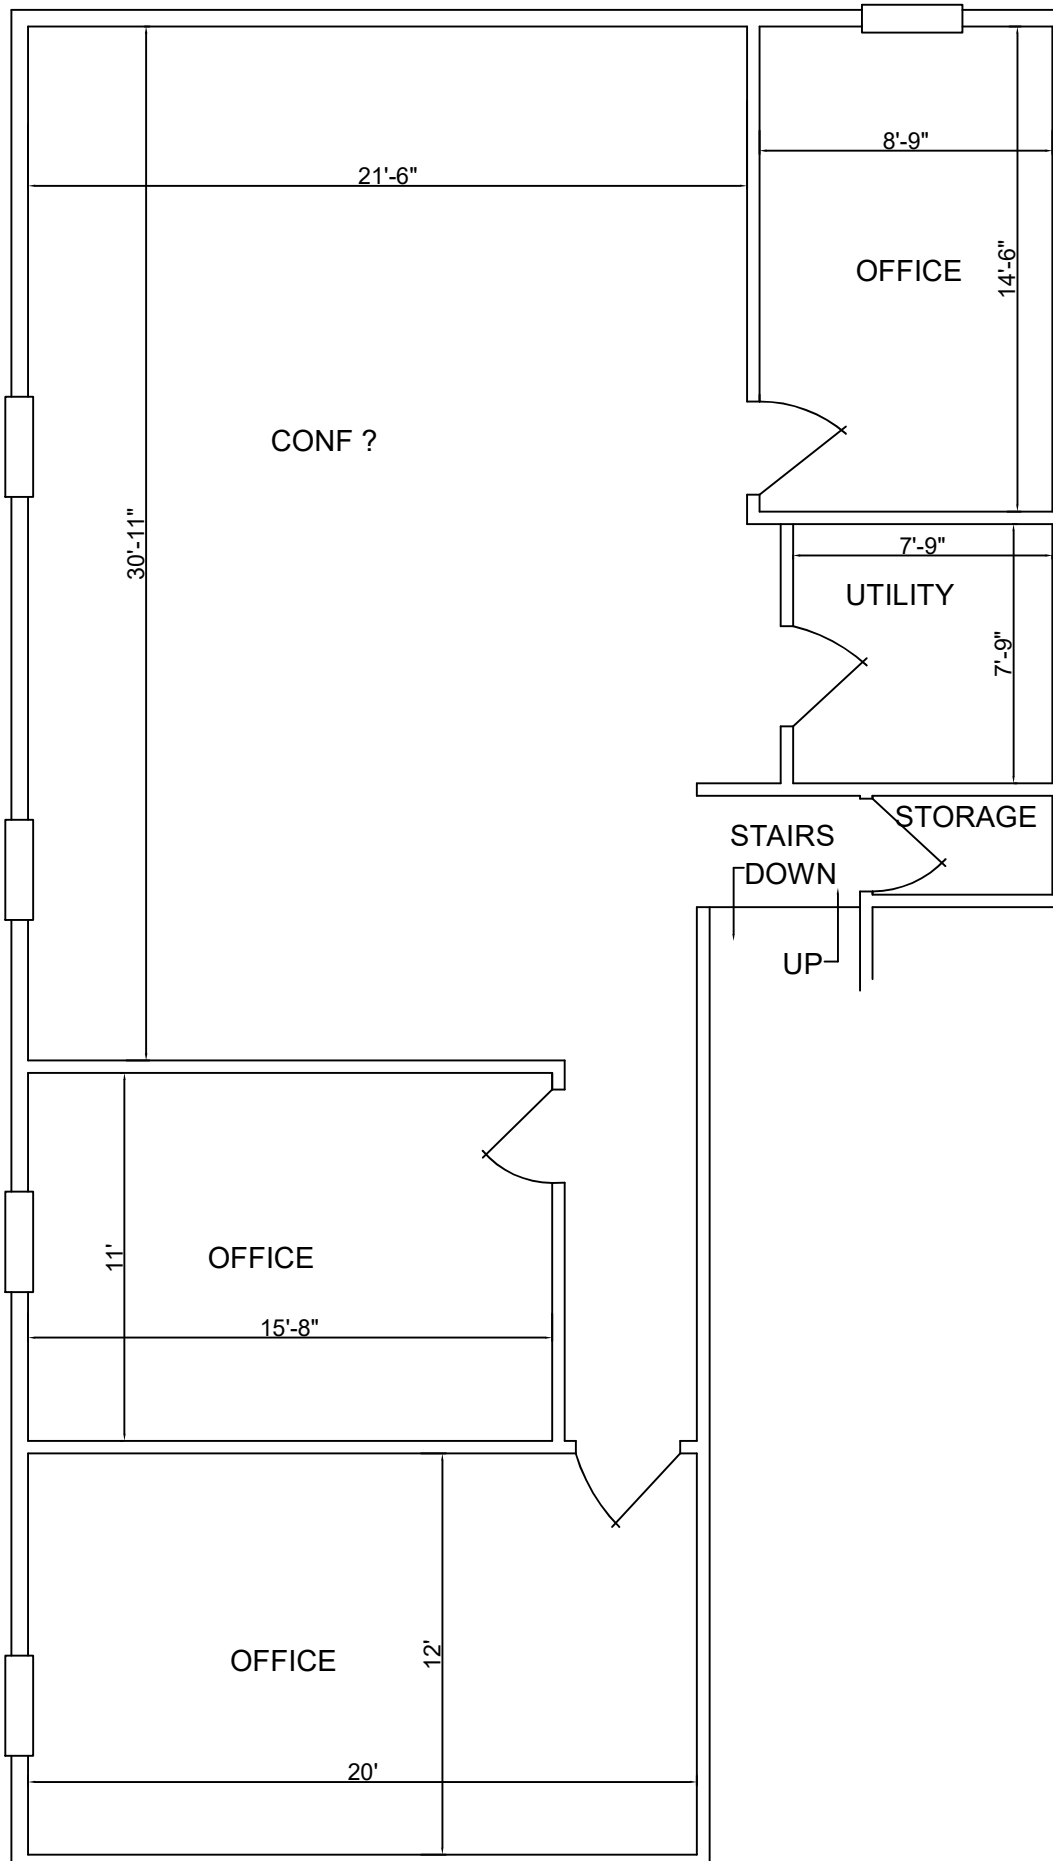 8'-9"
21'-6"
OFFICE
14'-6"
CONF ?
30'-11"
7'-9"
UTILITY
7'-9"
STORAGE
STAIRS
DOWN
UP
11'
OFFICE
15'-8"
OFFICE
12'
20'